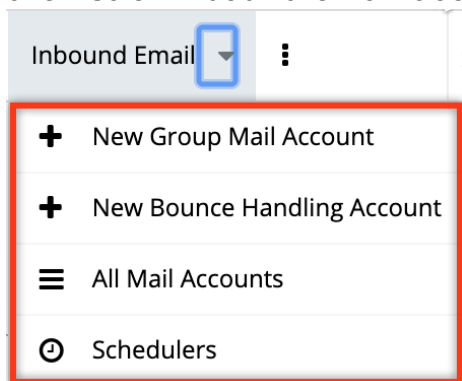 Inbound Email
New Group Mail Account
New Bounce Handling Account
All Mail Accounts
Schedulers